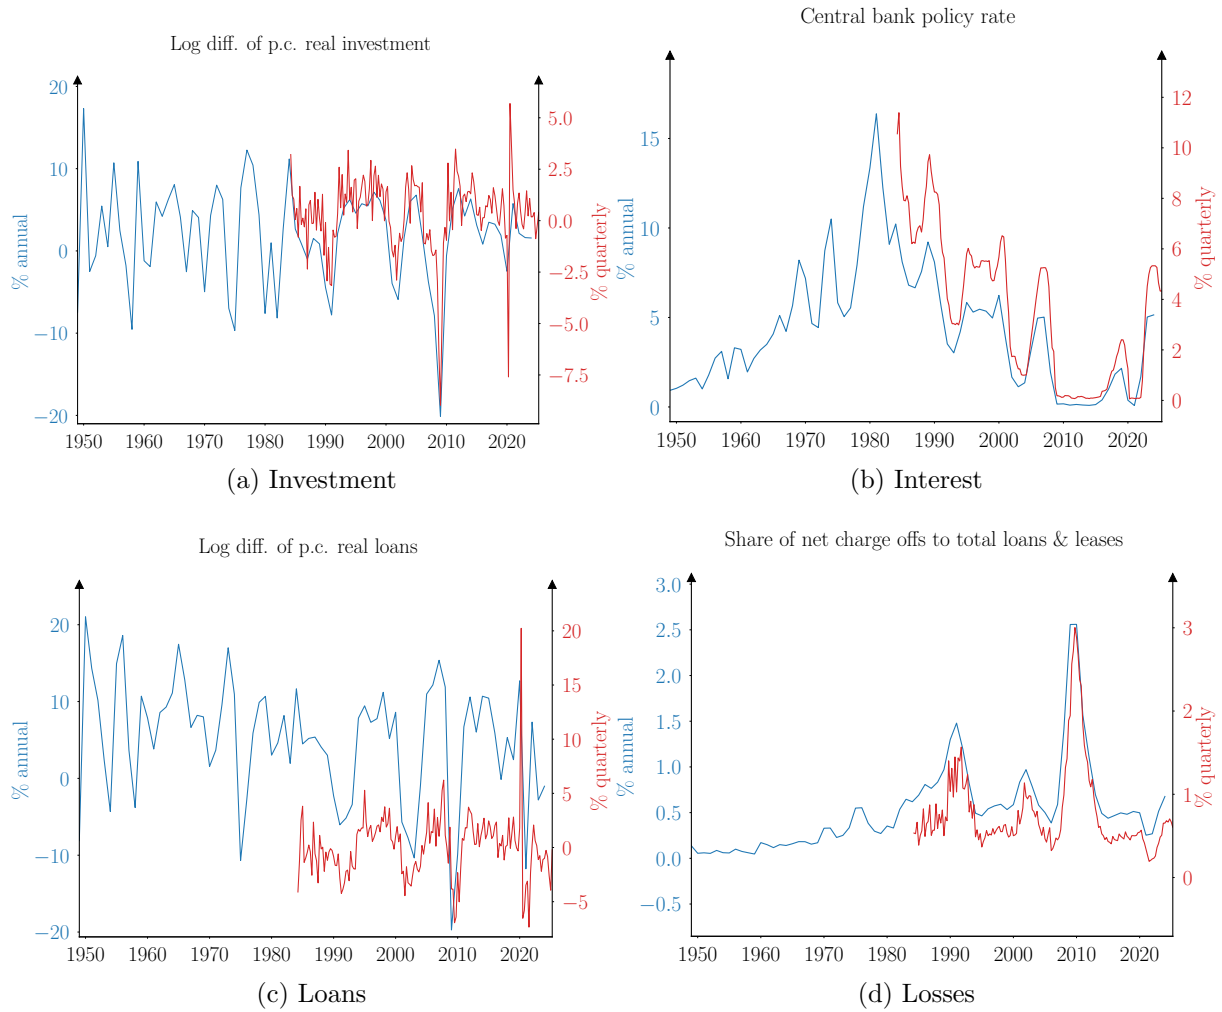 Log diff. of p.c. real investment
20
10
0
−10
−20
% annual
5.0
2.5
0.0
−2.5
−5.0
−7.5
% quarterly
1950 1960 1970 1980 1990 2000 2010 2020
(a) Investment
Central bank policy rate
15
10
5
0
% annual
12
10
8
6
4
2
0
% quarterly
1950 1960 1970 1980 1990 2000 2010 2020
(b) Interest
Log diff. of p.c. real loans
20
10
0
−10
−20
% annual
20
15
10
5
0
−5
% quarterly
1950 1960 1970 1980 1990 2000 2010 2020
(c) Loans
Share of net charge offs to total loans & leases
3.0
2.5
2.0
1.5
1.0
0.5
0.0
−0.5
% annual
3
2
1
0
% quarterly
1950 1960 1970 1980 1990 2000 2010 2020
(d) Losses